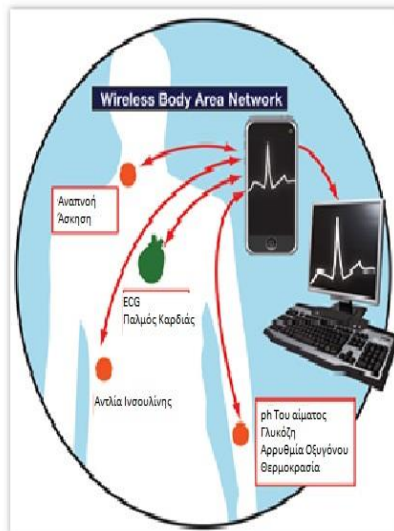 Wireless Body Area Network
Αναπνοή
Άσκηση
ECG
Παλμός Καρδιάς
Αντλία Ινσουλίνης
ph Του αίματος
Γλυκόζη
Αρρυθμία Οξυγόνου
Θερμοκρασία